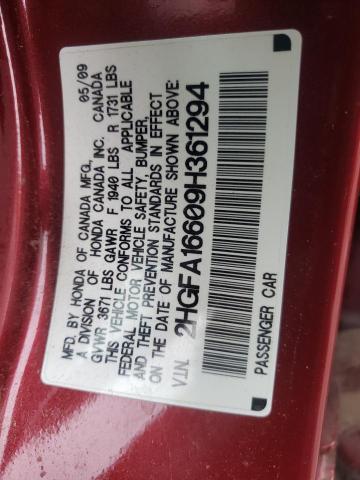 MFD. BY HONDA OF CANADA MFG., 05/09
A DIVISION OF HONDA CANADA INC. CANADA
GVWR 3671 LBS GAWR F 1940 LBS R 1731 LBS
THIS VEHICLE CONFORMS TO ALL APPLICABLE
FEDERAL MOTOR VEHICLE SAFETY, BUMPER,
AND THEFT PREVENTION STANDARDS IN EFFECT
ON THE DATE OF MANUFACTURE SHOWN ABOVE:
V.I.N. 2HGFA16609H361294
PASSENGER CAR